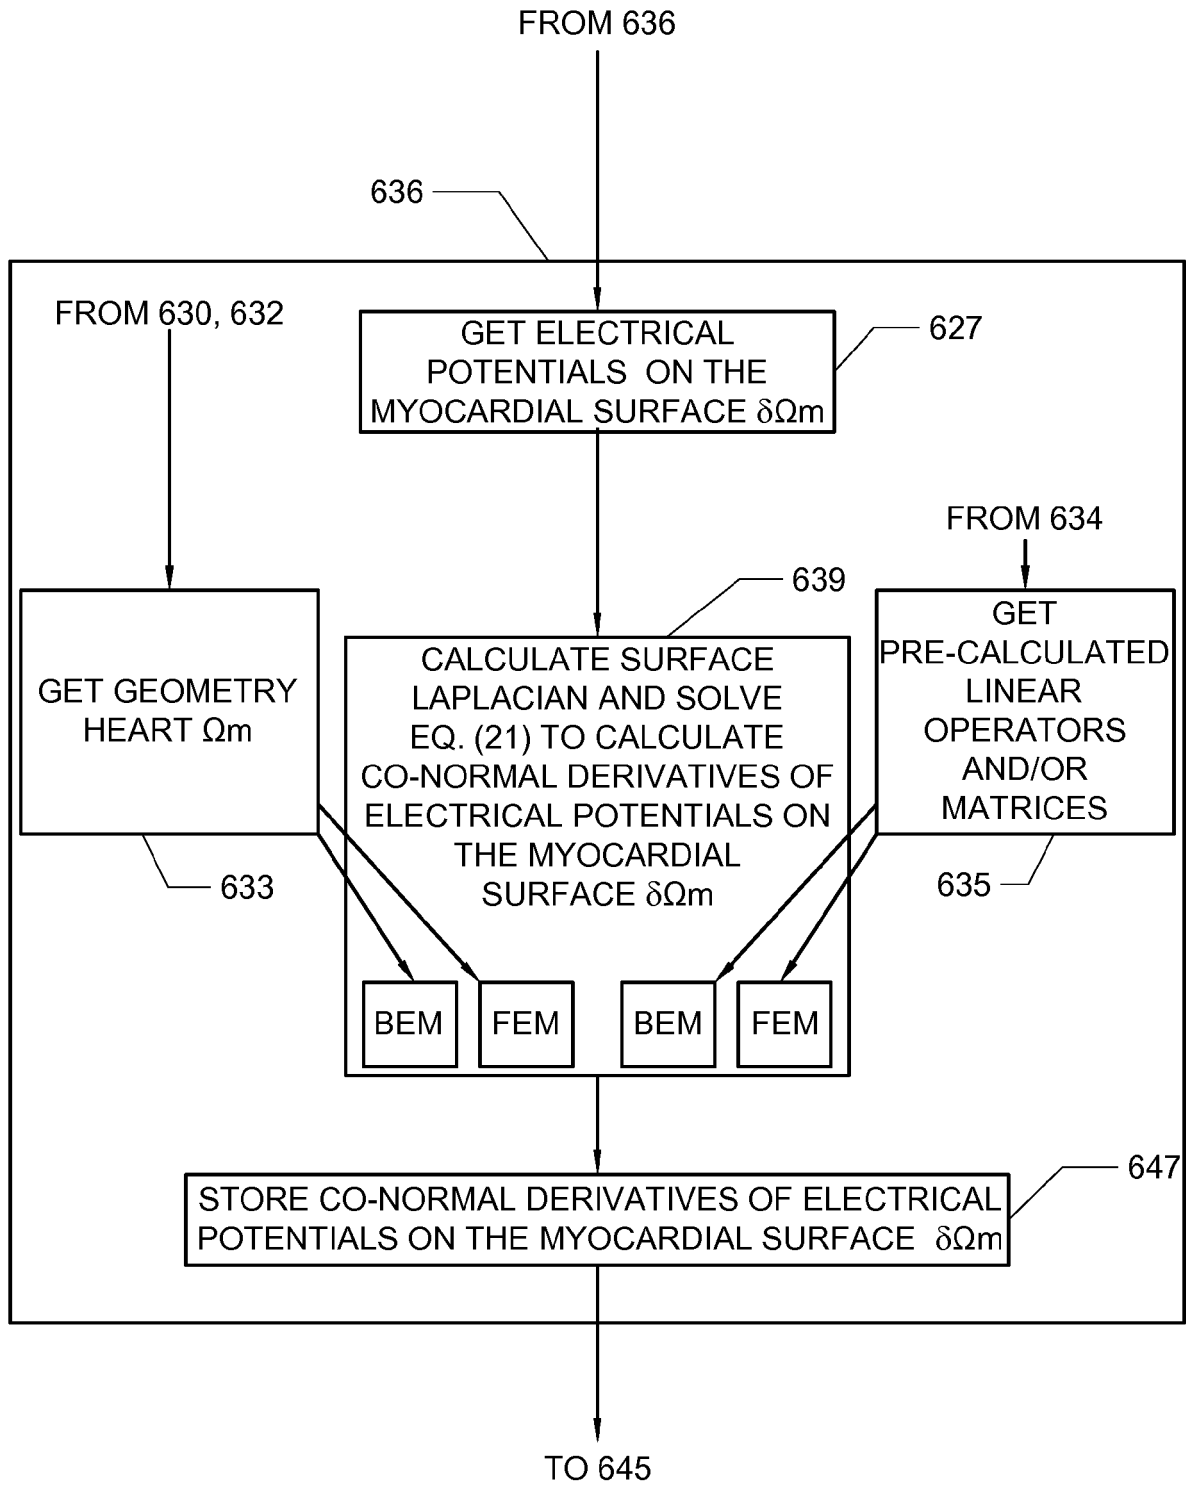 FROM 636
636
FROM 630, 632
GET ELECTRICAL
POTENTIALS ON THE
MYOCARDIAL SURFACE δΩm
627
FROM 634
639
GET GEOMETRY
HEART Ωm
633
CALCULATE SURFACE
LAPLACIAN AND SOLVE
EQ. (21) TO CALCULATE
CO-NORMAL DERIVATIVES OF
ELECTRICAL POTENTIALS ON
THE MYOCARDIAL
SURFACE δΩm
GET
PRE-CALCULATED
LINEAR
OPERATORS
AND/OR
MATRICES
635
BEM
FEM
BEM
FEM
647
STORE CO-NORMAL DERIVATIVES OF ELECTRICAL
POTENTIALS ON THE MYOCARDIAL SURFACE δΩm
TO 645